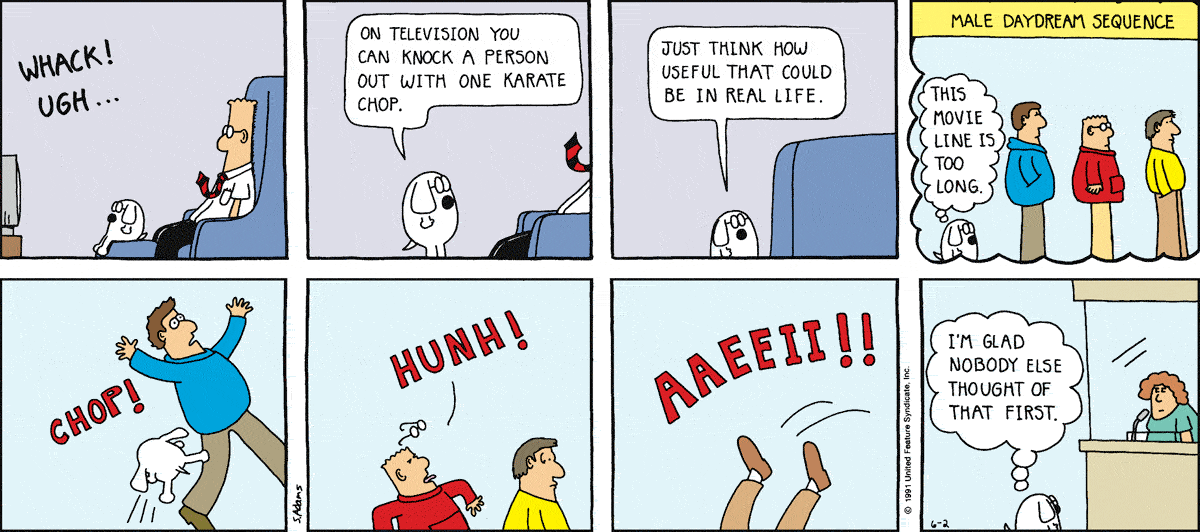 WHACK!
UGH...
ON TELEVISION YOU
CAN KNOCK A PERSON
OUT WITH ONE KARATE
CHOP.
JUST THINK HOW
USEFUL THAT COULD
BE IN REAL LIFE.
MALE DAYDREAM SEQUENCE
THIS
MOVIE
LINE IS
TOO
LONG.
CHOP!
S.Adams
HUNH!
AAEEIII!!
© 1991 United Feature Syndicate, Inc.
I'M GLAD
NOBODY ELSE
THOUGHT OF
THAT FIRST.
6-2